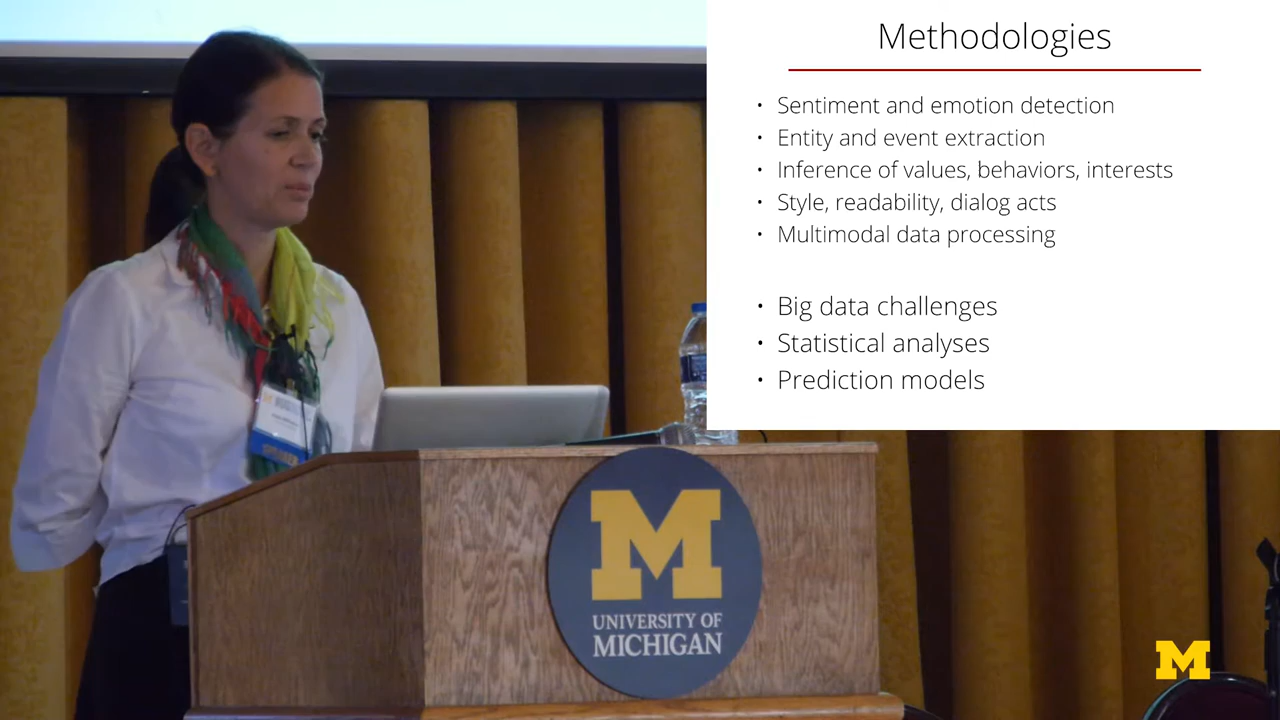 Methodologies
• Sentiment and emotion detection
• Entity and event extraction
• Inference of values, behaviors, interests
• Style, readability, dialog acts
• Multimodal data processing
• Big data challenges
• Statistical analyses
• Prediction models
SPEAKER
M
UNIVERSITY OF
MICHIGAN
M